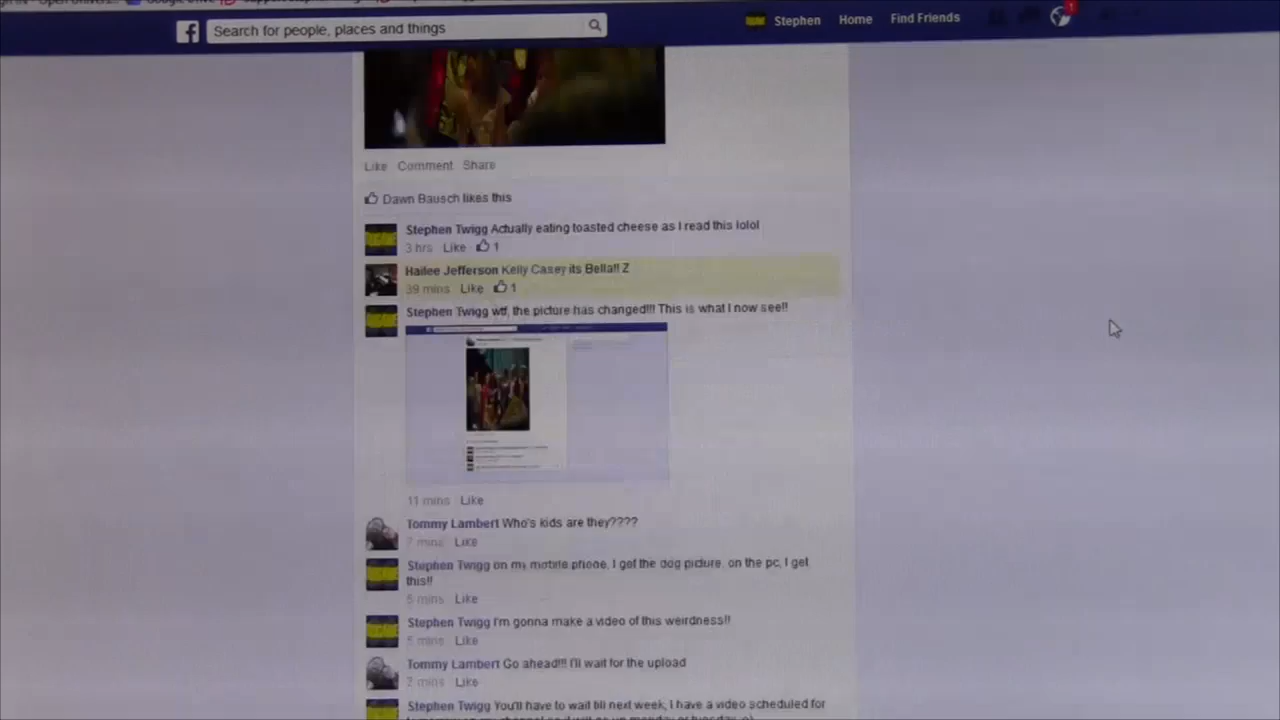 Search for people, places and things
Stephen Home Find Friends
1
Like Comment Share
Dawn Bausch likes this
Stephen Twigg Actually eating toasted cheese as I read this lolol
3 hrs Like 1
Hailee Jefferson Kelly Casey its Bella!! Z
39 mins Like 1
Stephen Twigg wtf, the picture has changed!!! This is what I now see!!
11 mins Like
Tommy Lambert Who's kids are they????
7 mins Like
Stephen Twigg on my mobile phone, I get the dog picture, on the pc, I get
this!!
5 mins Like
Stephen Twigg I'm gonna make a video of this weirdness!!
5 mins Like
Tommy Lambert Go ahead!!! I'll wait for the upload
2 mins Like
Stephen Twigg You'll have to wait till next week, I have a video scheduled for